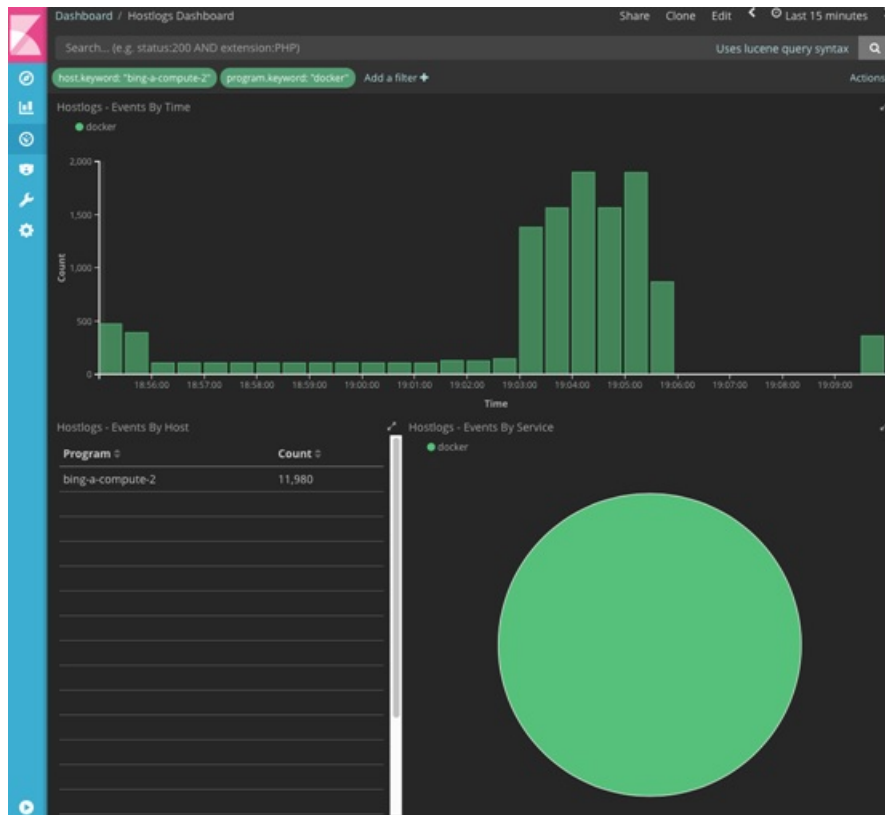 Dashboard / Hostlogs Dashboard
Share Clone Edit Last 15 minutes
Search... (e.g. status:200 AND extension:PHP)
Uses lucene query syntax
host.keyword: "bing-a-compute-2" program.keyword: "docker" Add a filter +
Actions
Hostlogs - Events By Time
docker
2,000
1,500
1,000
500
0
Count
18:56:00 18:57:00 18:58:00 18:59:00 19:00:00 19:01:00 19:02:00 19:03:00 19:04:00 19:05:00 19:06:00 19:07:00 19:08:00 19:09:00
Time
Hostlogs - Events By Host
Program Count
bing-a-compute-2 11,980
Hostlogs - Events By Service
docker